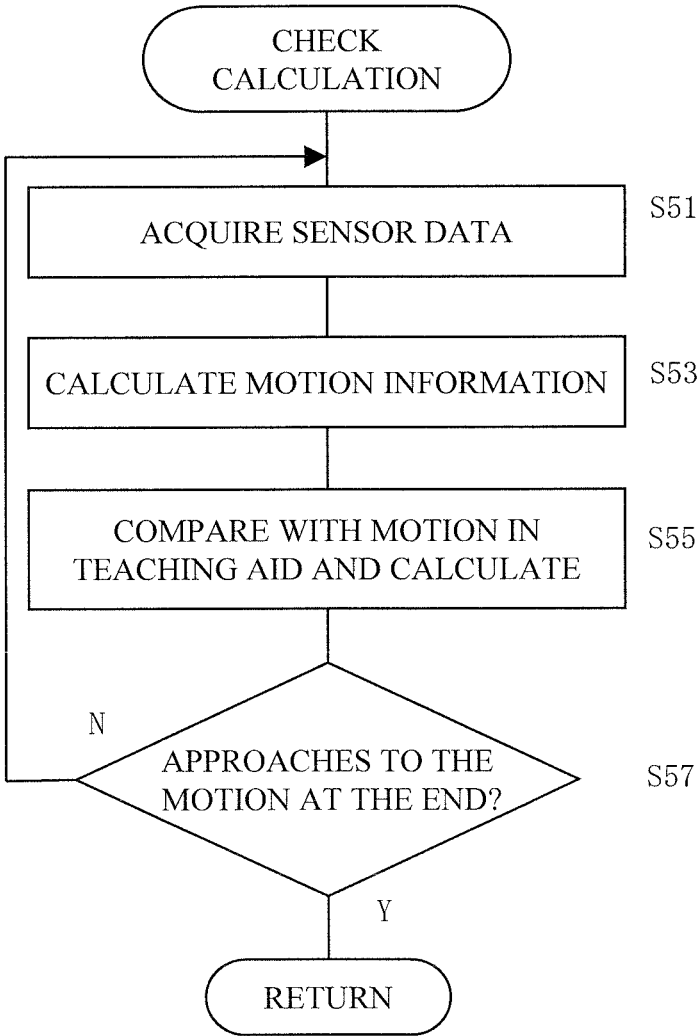 CHECK
CALCULATION
ACQUIRE SENSOR DATA
S51
CALCULATE MOTION INFORMATION
S53
COMPARE WITH MOTION IN
TEACHING AID AND CALCULATE
S55
N
APPROACHES TO THE
MOTION AT THE END?
S57
Y
RETURN